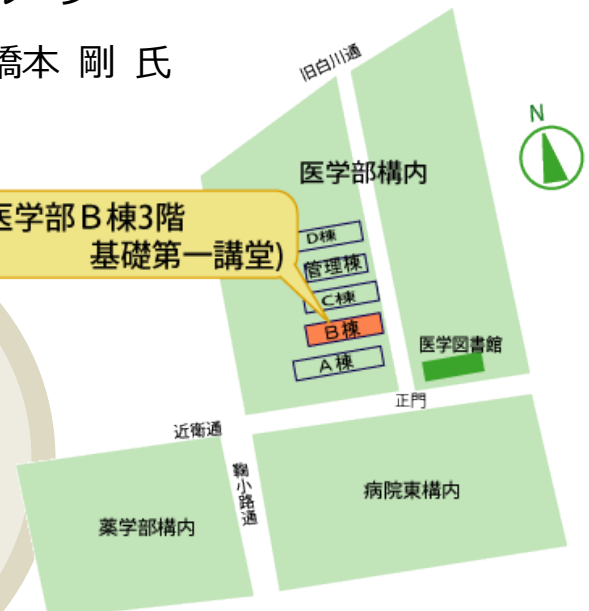 橋本 剛 氏
旧白川通
N
医学部構内
医学部B棟3階
基礎第一講堂)
D棟
管理棟
C棟
B棟
A棟
医学図書館
正門
近衛通
鞠小路通
病院東構内
薬学部構内